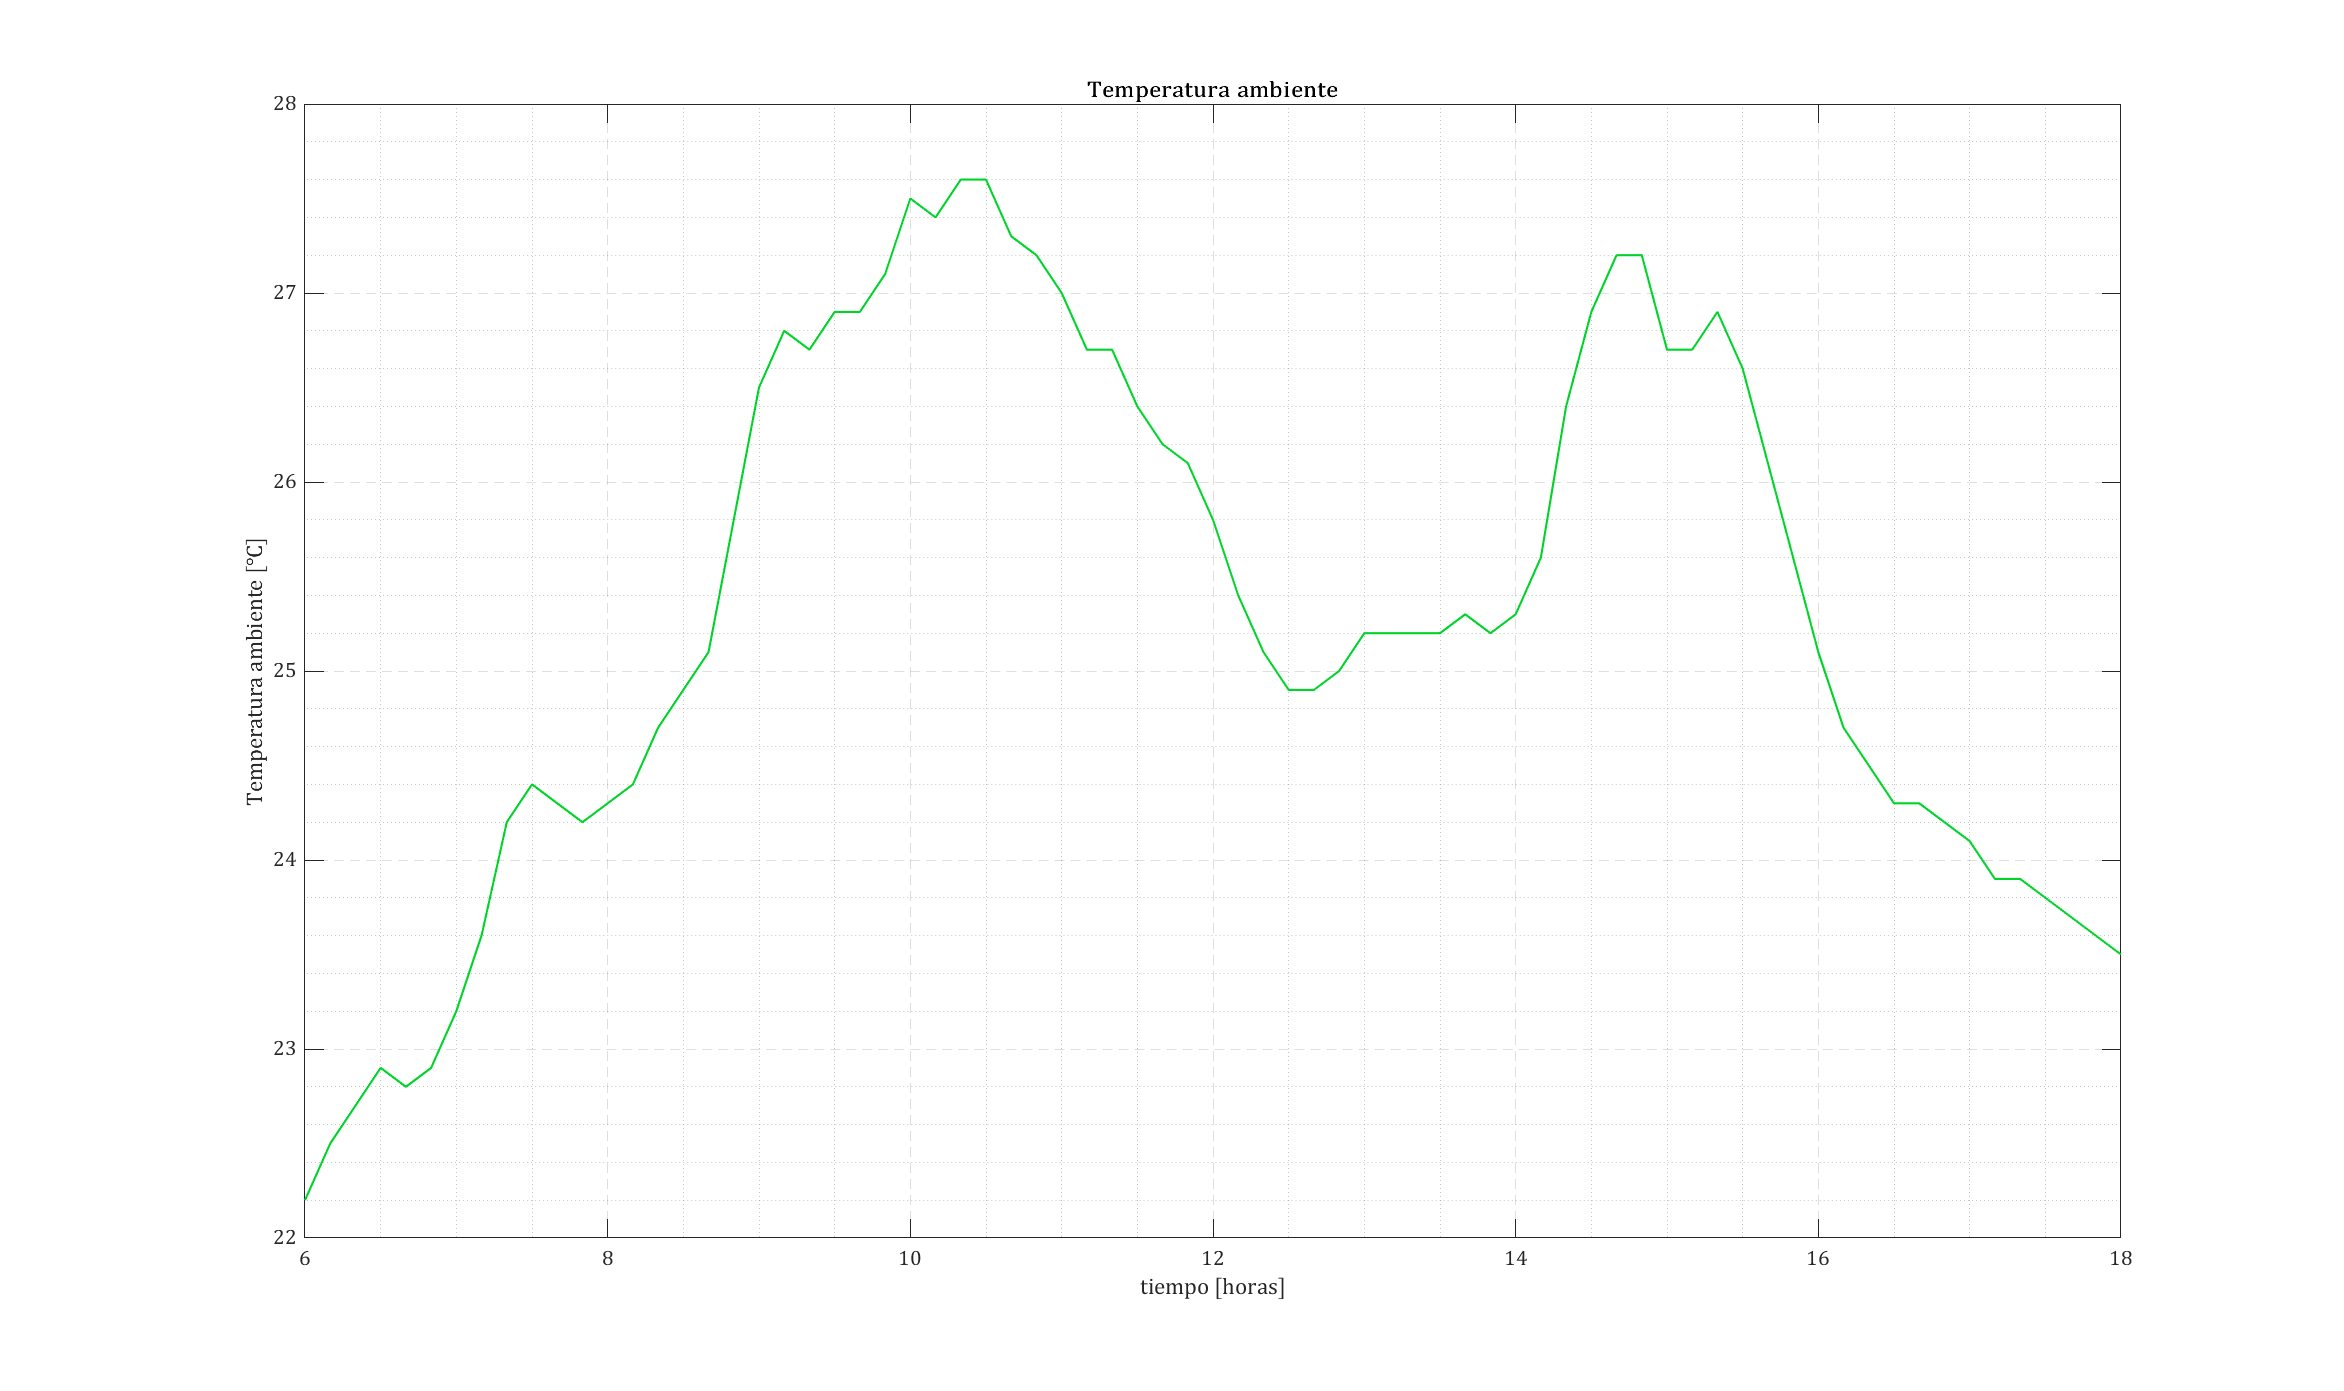 Temperatura ambiente
28
27
26
25
24
23
22
Temperatura ambiente [°C]
6 8 10 12 14 16 18
tiempo [horas]